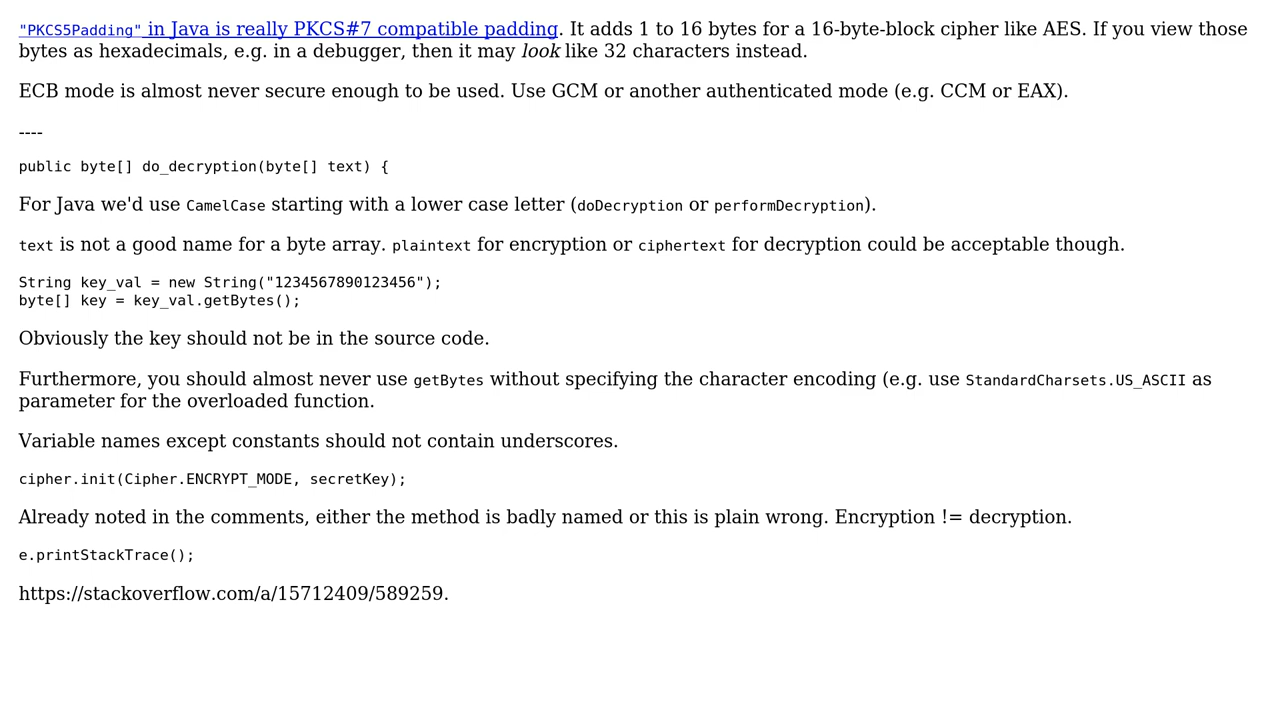 "PKCS5Padding" in Java is really PKCS#7 compatible padding. It adds 1 to 16 bytes for a 16-byte-block cipher like AES. If you view those
bytes as hexadecimals, e.g. in a debugger, then it may look like 32 characters instead.
ECB mode is almost never secure enough to be used. Use GCM or another authenticated mode (e.g. CCM or EAX).
----
public byte[] do_decryption(byte[] text) {
For Java we'd use CamelCase starting with a lower case letter (doDecryption or performDecryption).
text is not a good name for a byte array. plaintext for encryption or ciphertext for decryption could be acceptable though.
String key_val = new String("1234567890123456");
byte[] key = key_val.getBytes();
Obviously the key should not be in the source code.
Furthermore, you should almost never use getBytes without specifying the character encoding (e.g. use StandardCharsets.US_ASCII as
parameter for the overloaded function.
Variable names except constants should not contain underscores.
cipher.init(Cipher.ENCRYPT_MODE, secretKey);
Already noted in the comments, either the method is badly named or this is plain wrong. Encryption != decryption.
e.printStackTrace();
https://stackoverflow.com/a/15712409/589259.